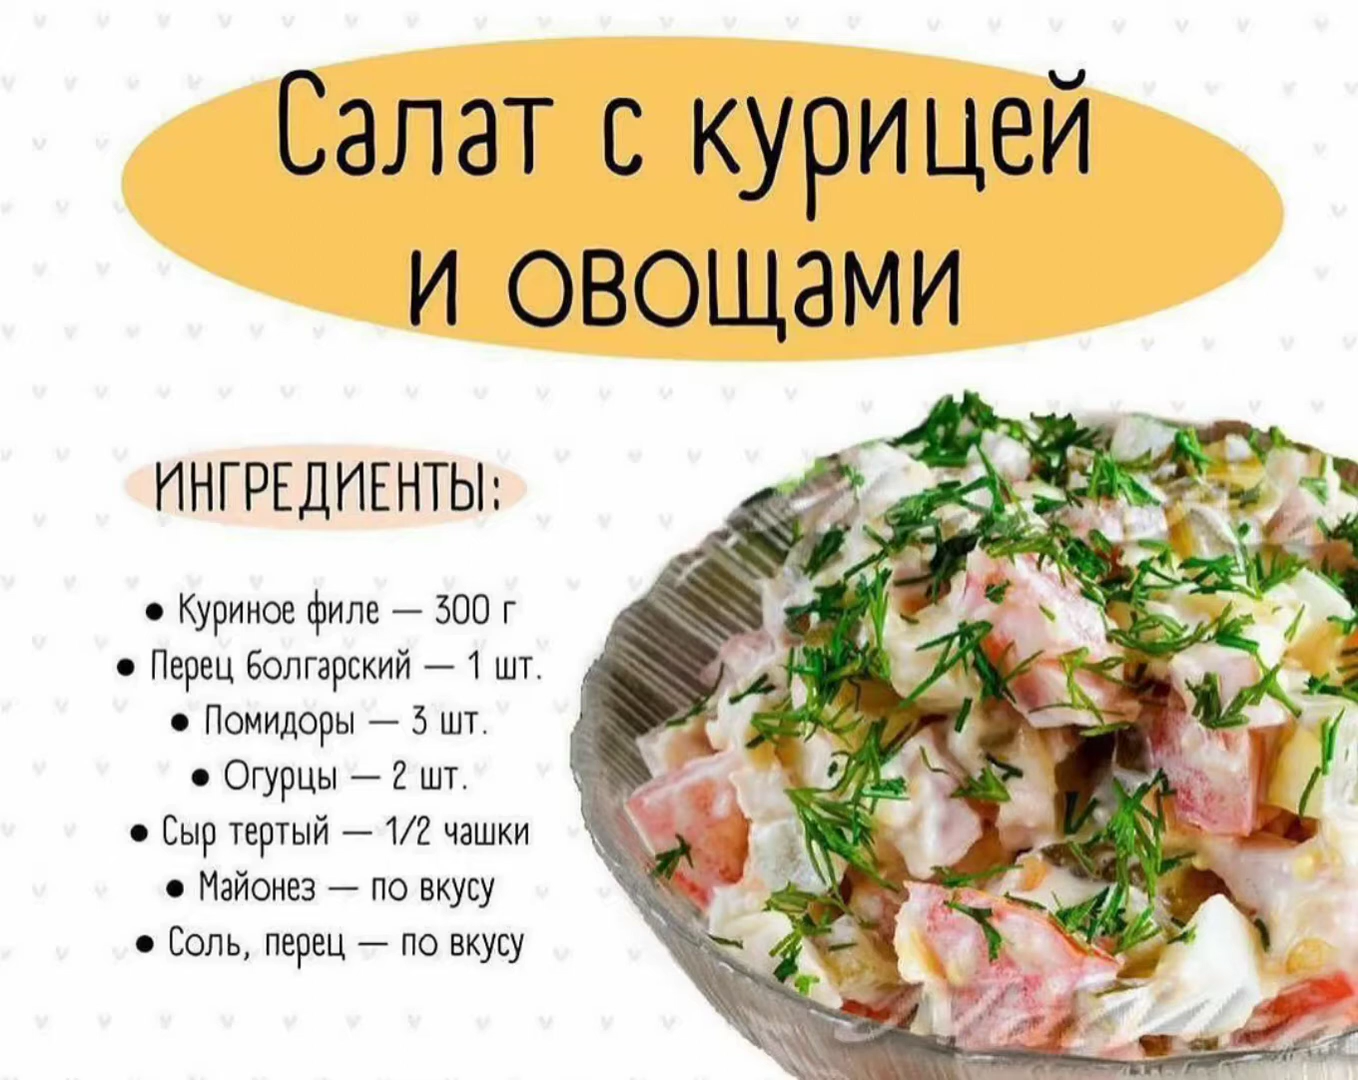 Салат с курицей
и овощами
ИНГРЕДИЕНТЫ:
• Куриное филе — 300 г
• Перец болгарский — 1 шт.
• Помидоры — 3 шт.
• Огурцы — 2 шт.
• Сыр тертый — 1/2 чашки
• Майонез — по вкусу
• Соль, перец — по вкусу